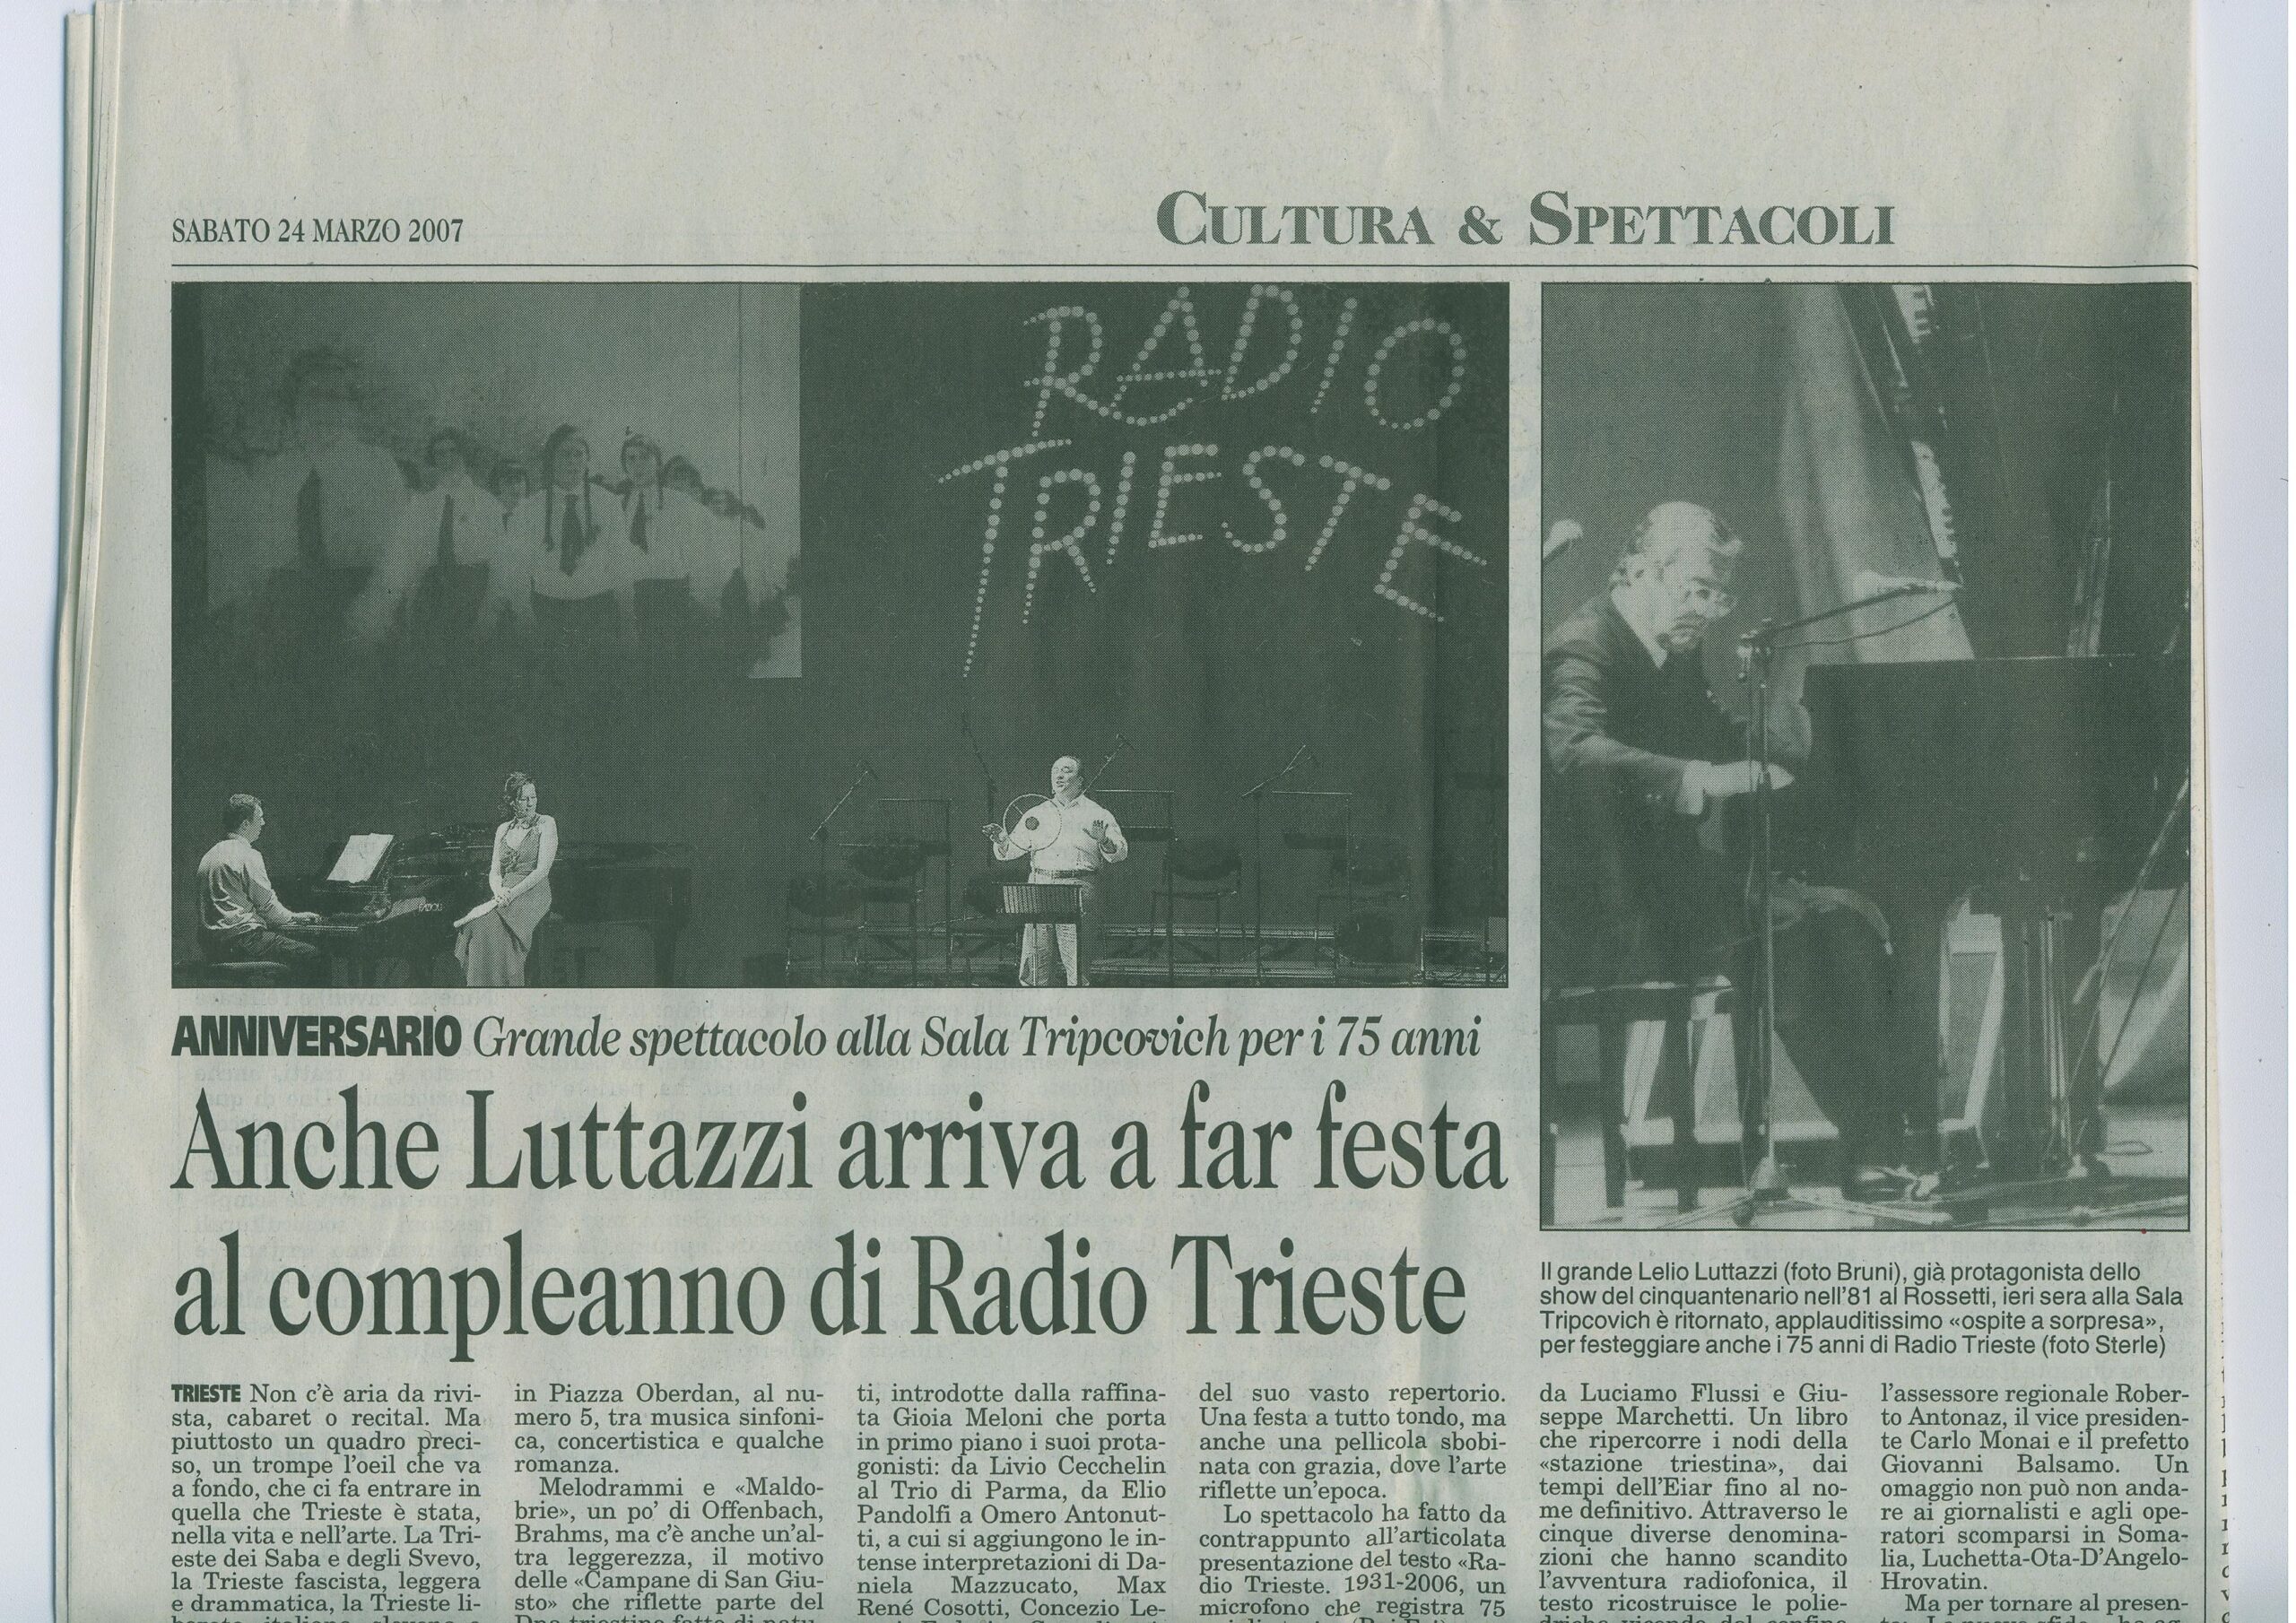 SABATO 24 MARZO 2007
CULTURA & SPETTACOLI
RADIO
TRIESTE
FAZIOLI
ANNIVERSARIO Grande spettacolo alla Sala Tripcovich per i 75 anni
Anche Luttazzi arriva a far festa
al compleanno di Radio Trieste
Il grande Lelio Luttazzi (foto Bruni), già protagonista dello
show del cinquantenario nell'81 al Rossetti, ieri sera alla Sala
Tripcovich è ritornato, applauditissimo «ospite a sorpresa»,
per festeggiare anche i 75 anni di Radio Trieste (foto Sterle)
TRIESTE Non c'è aria da rivi-
sta, cabaret o recital. Ma
piuttosto un quadro preci-
so, un trompe l'oeil che va
a fondo, che ci fa entrare in
quella che Trieste è stata,
nella vita e nell'arte. La Tri-
este dei Saba e degli Svevo,
la Trieste fascista, leggera
e drammatica, la Trieste li-
in Piazza Oberdan, al nu-
mero 5, tra musica sinfoni-
ca, concertistica e qualche
romanza.
Melodrammi e «Maldo-
brie», un po' di Offenbach,
Brahms, ma c'è anche un'al-
tra leggerezza, il motivo
delle «Campane di San Giu-
sto» che riflette parte del
ti, introdotte dalla raffina-
ta Gioia Meloni che porta
in primo piano i suoi prota-
gonisti: da Livio Cecchelin
al Trio di Parma, da Elio
Pandolfi a Omero Antonut-
ti, a cui si aggiungono le in-
tense interpretazioni di Da-
niela Mazzucato, Max
René Cosotti, Concezio Le-
del suo vasto repertorio.
Una festa a tutto tondo, ma
anche una pellicola sbobi-
nata con grazia, dove l'arte
riflette un'epoca.
Lo spettacolo ha fatto da
contrappunto all'articolata
presentazione del testo «Ra-
dio Trieste. 1931-2006, un
microfono che registra 75
da Luciamo Flussi e Giu-
seppe Marchetti. Un libro
che ripercorre i nodi della
«stazione triestina», dai
tempi dell'Eiar fino al no-
me definitivo. Attraverso le
cinque diverse denomina-
zioni che hanno scandito
l'avventura radiofonica, il
testo ricostruisce le polie-
l'assessore regionale Rober-
to Antonaz, il vice presiden-
te Carlo Monai e il prefetto
Giovanni Balsamo. Un
omaggio non può non anda-
re ai giornalisti e agli ope-
ratori scomparsi in Soma-
lia, Luchetta-Ota-D'Angelo-
Hrovatin.
Ma per tornare al presen-